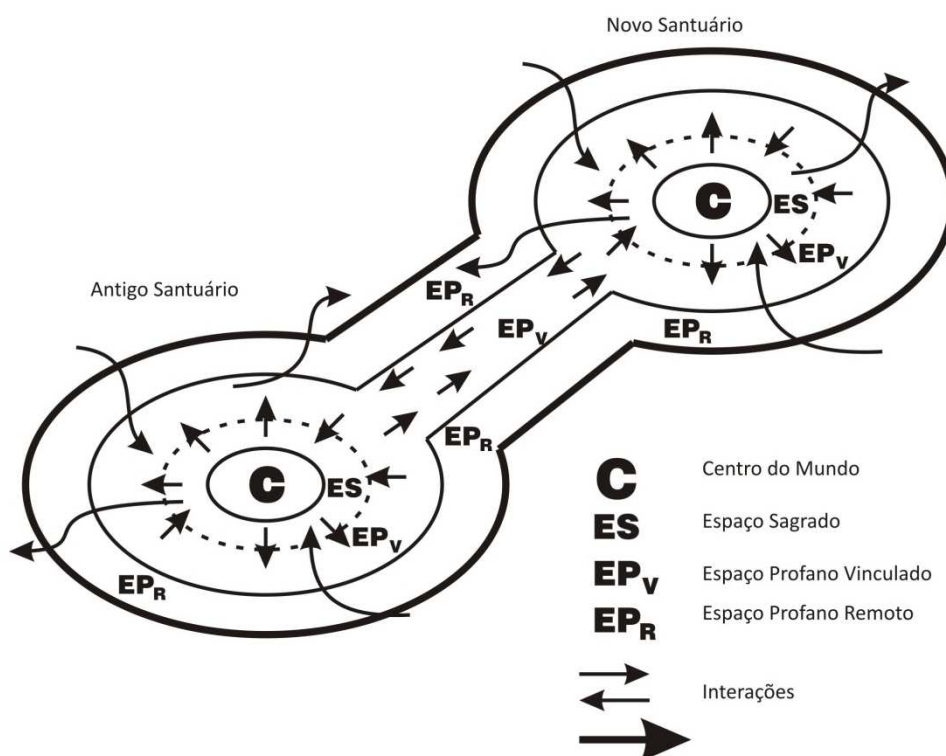 Novo Santuário
C
ES
EPV
EPR
Antigo Santuário
EPV
EPR
EPR
C
ES
EPV
EPR
C Centro do Mundo
ES Espaço Sagrado
EPV Espaço Profano Vinculado
EPR Espaço Profano Remoto
Interações